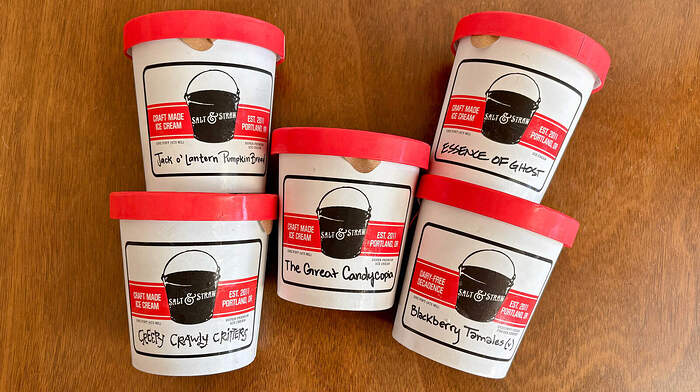 CRAFT MADE
ICE CREAM
SALT & STRAW
EST. 2011
PORTLAND, OR
Jack o' Lantern Pumpkin Bread
CRAFT MADE
ICE CREAM
SALT & STRAW
EST. 2011
PORTLAND, OR
ESSENCE OF GHOST
CRAFT MADE
ICE CREAM
SALT & STRAW
EST. 2011
PORTLAND, OR
The Great Candycopia
CRAFT MADE
ICE CREAM
SALT & STRAW
EST. 2011
PORTLAND, OR
CREEPY CRAWLY CRITTERS
DAIRY-FREE
DECADENCE
SALT & STRAW
EST. 2011
PORTLAND, OR
Blackberry Tamales (v)